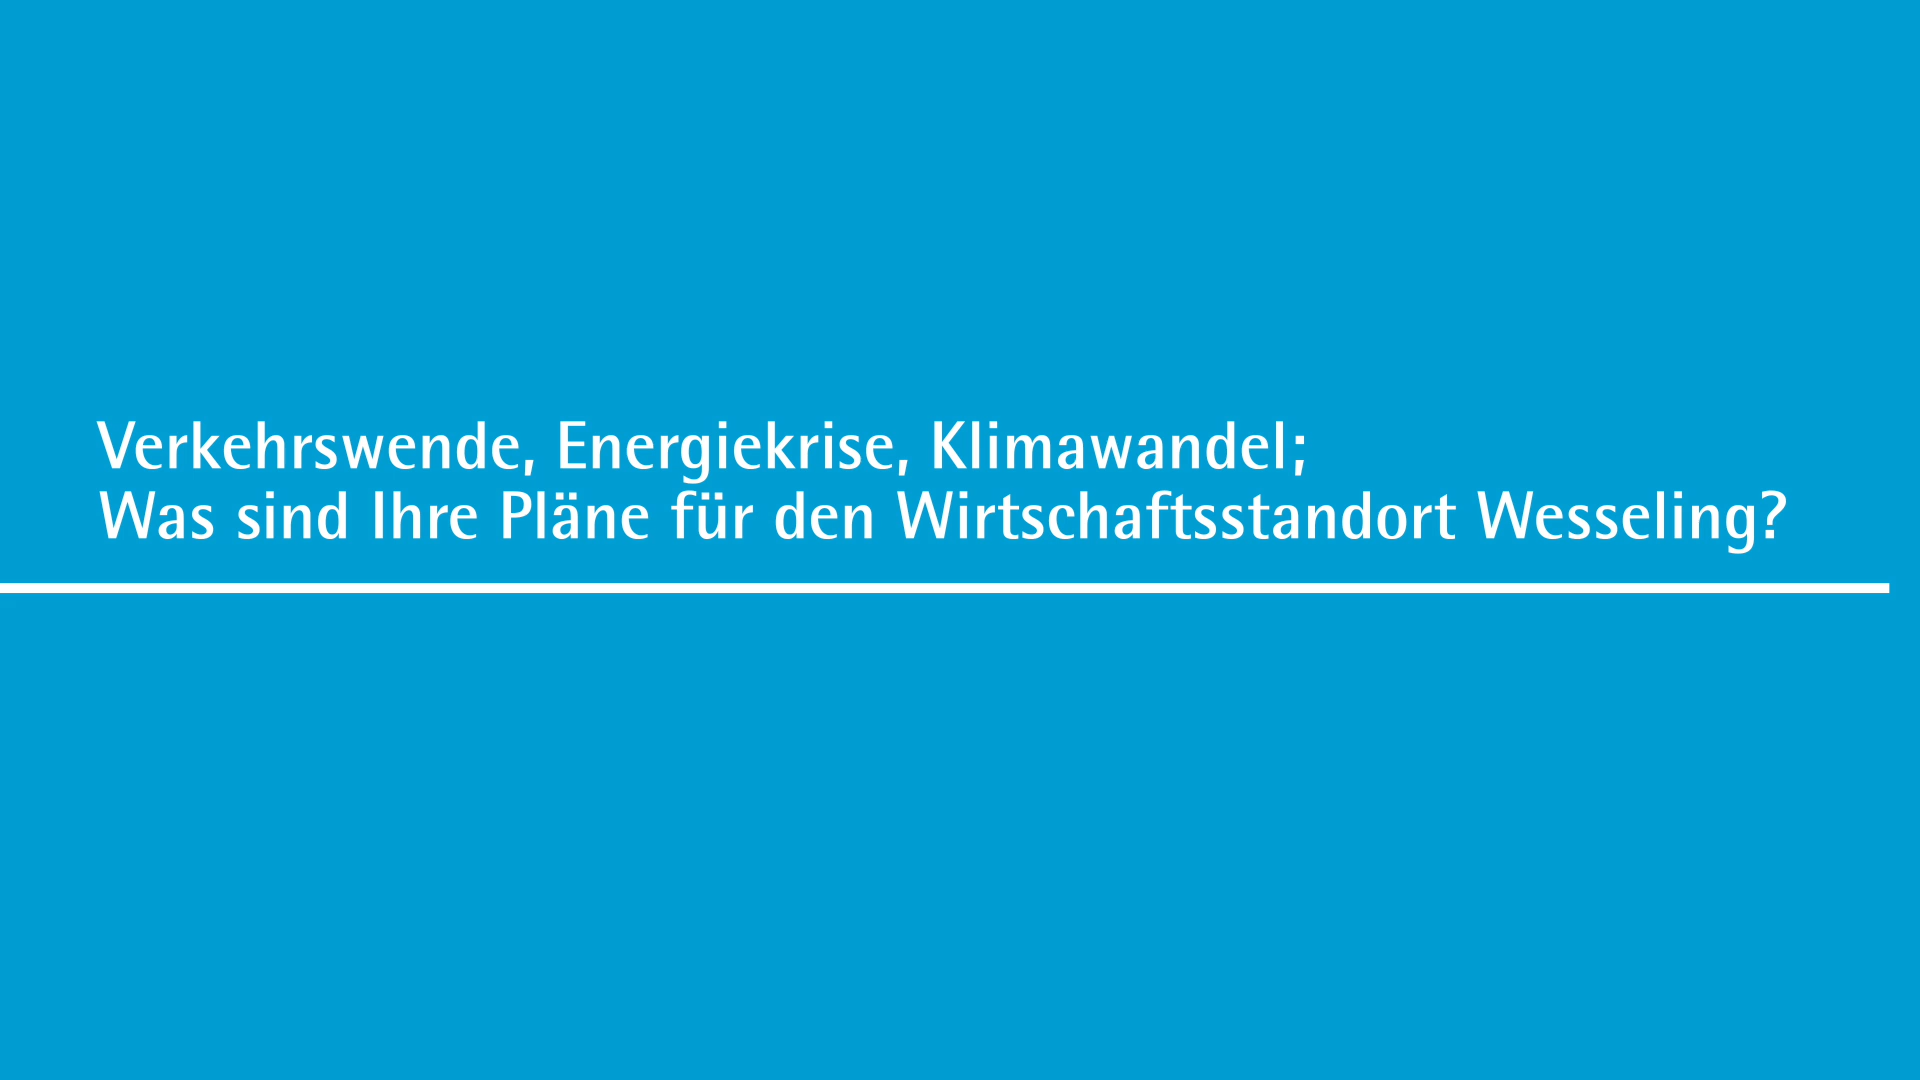 Verkehrswende, Energiekrise, Klimawandel;
Was sind Ihre Pläne für den Wirtschaftsstandort Wesseling?